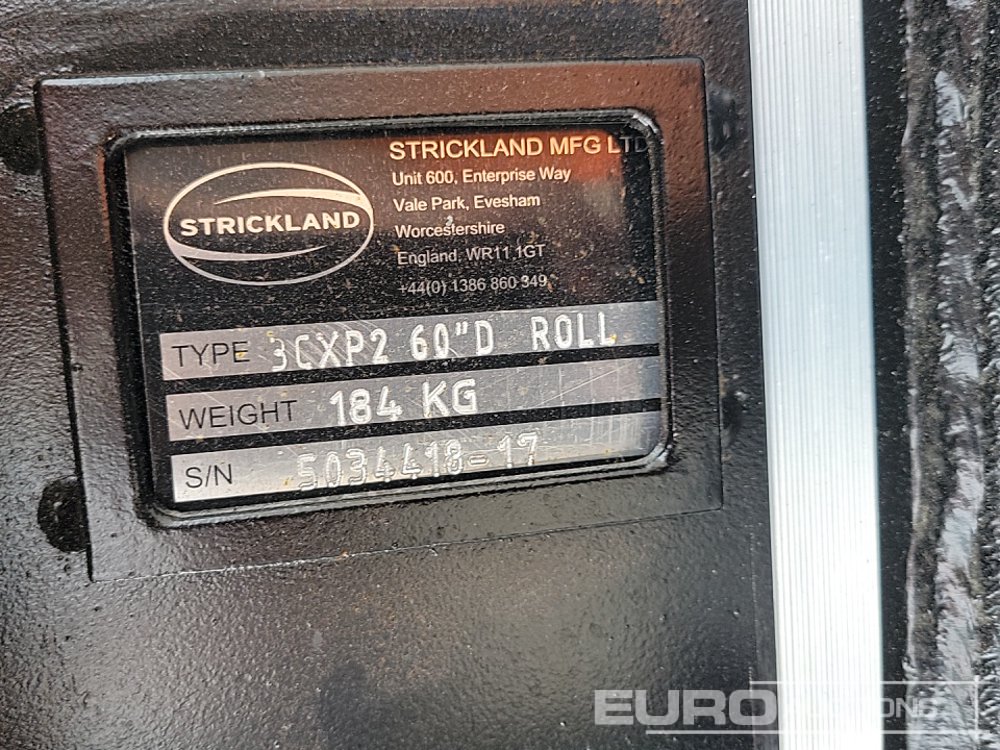 STRICKLAND
STRICKLAND MFG LTD
Unit 600, Enterprise Way
Vale Park, Evesham
Worcestershire
England. WR11 1GT
+44(0) 1386 860 349
TYPE 3CXP2 60"D ROLL
WEIGHT 184 KG
S/N 5034418-17
EURO